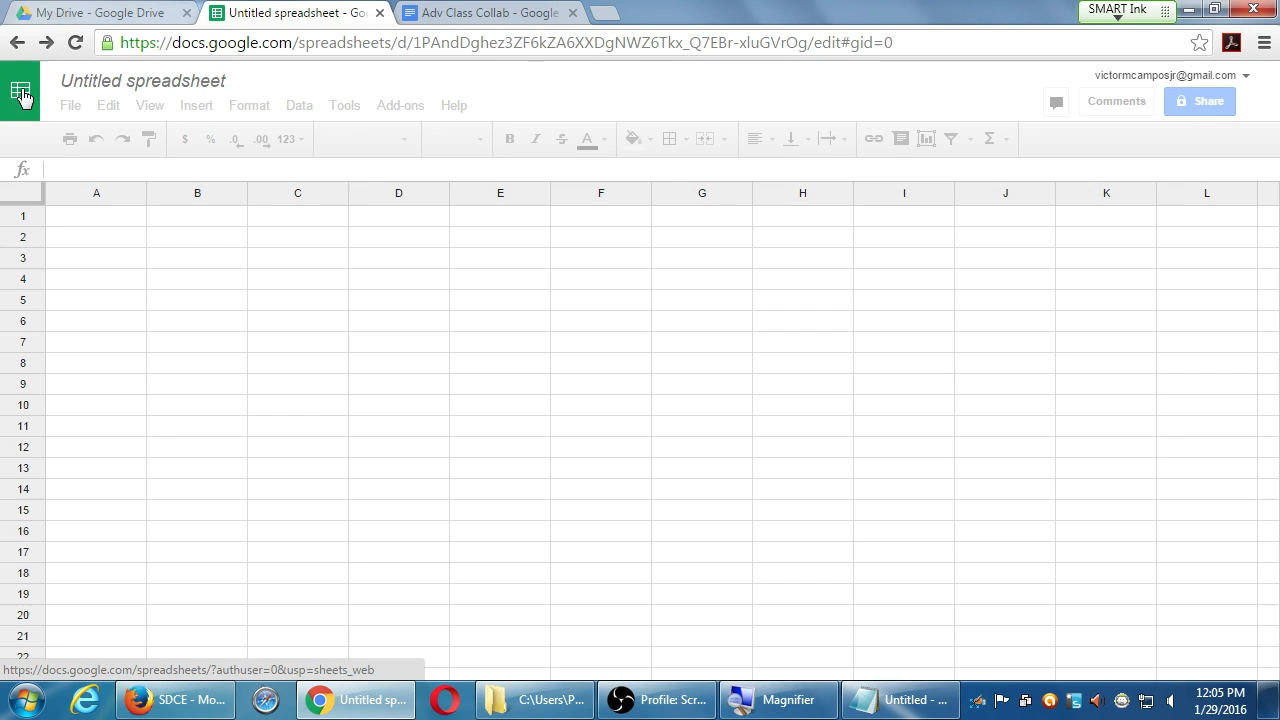 My Drive - Google Drive
Untitled spreadsheet - Go
Adv Class Collab - Google
SMART Ink
https://docs.google.com/spreadsheets/d/1PAndDghez3ZF6kZA6XXDgNWZ6Tkx_Q7EBr-xluGVrOg/edit#gid=0
Untitled spreadsheet
victormcamposjr@gmail.com
File Edit View Insert Format Data Tools Add-ons Help
Comments
Share
$ % .0 .00 123 B I S A Σ
fx
A B C D E F G H I J K L
1
2
3
4
5
6
7
8
9
10
11
12
13
14
15
16
17
18
19
20
21
22
https://docs.google.com/spreadsheets/?authuser=0&usp=sheets_web
SDCE - Mo...
Untitled sp...
C:\Users\P...
Profile: Scr...
Magnifier
Untitled - ...
12:05 PM
1/29/2016